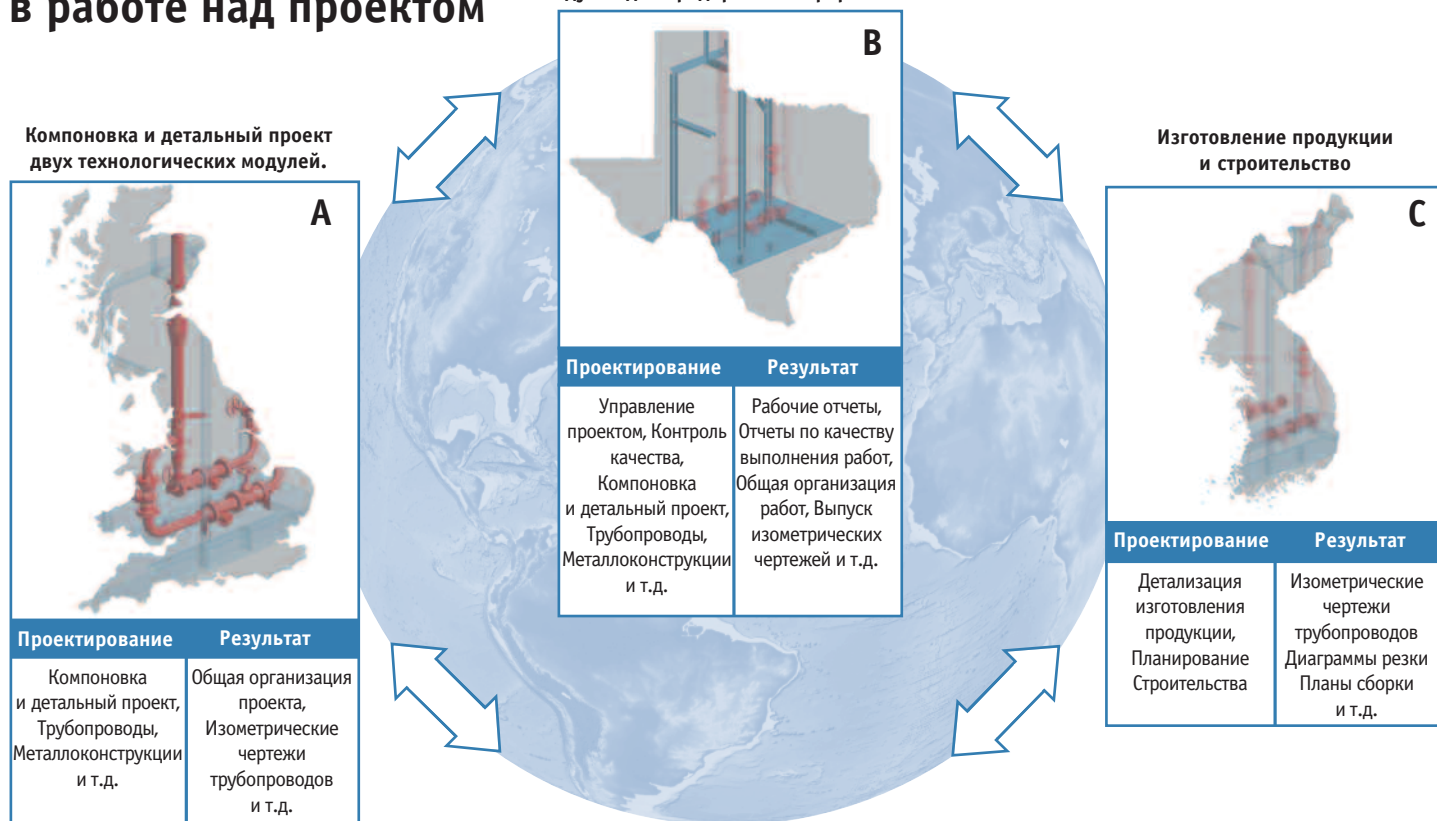 в работе над проектом
Компоновка и детальный проект
двух технологических модулей.
A
Проектирование Результат
Компоновка
и детальный проект,
Трубопроводы,
Металлоконструкции
и т.д.
Общая организация
проекта,
Изометрические
чертежи
трубопроводов
и т.д.
B
Проектирование Результат
Управление
проектом, Контроль
качества,
Компоновка
и детальный проект,
Трубопроводы,
Металлоконструкции
и т.д.
Рабочие отчеты,
Отчеты по качеству
выполнения работ,
Общая организация
работ, Выпуск
изометрических
чертежей и т.д.
Изготовление продукции
и строительство
C
Проектирование Результат
Детализация
изготовления
продукции,
Планирование
Строительства
Изометрические
чертежи
трубопроводов
Диаграммы резки
Планы сборки
и т.д.